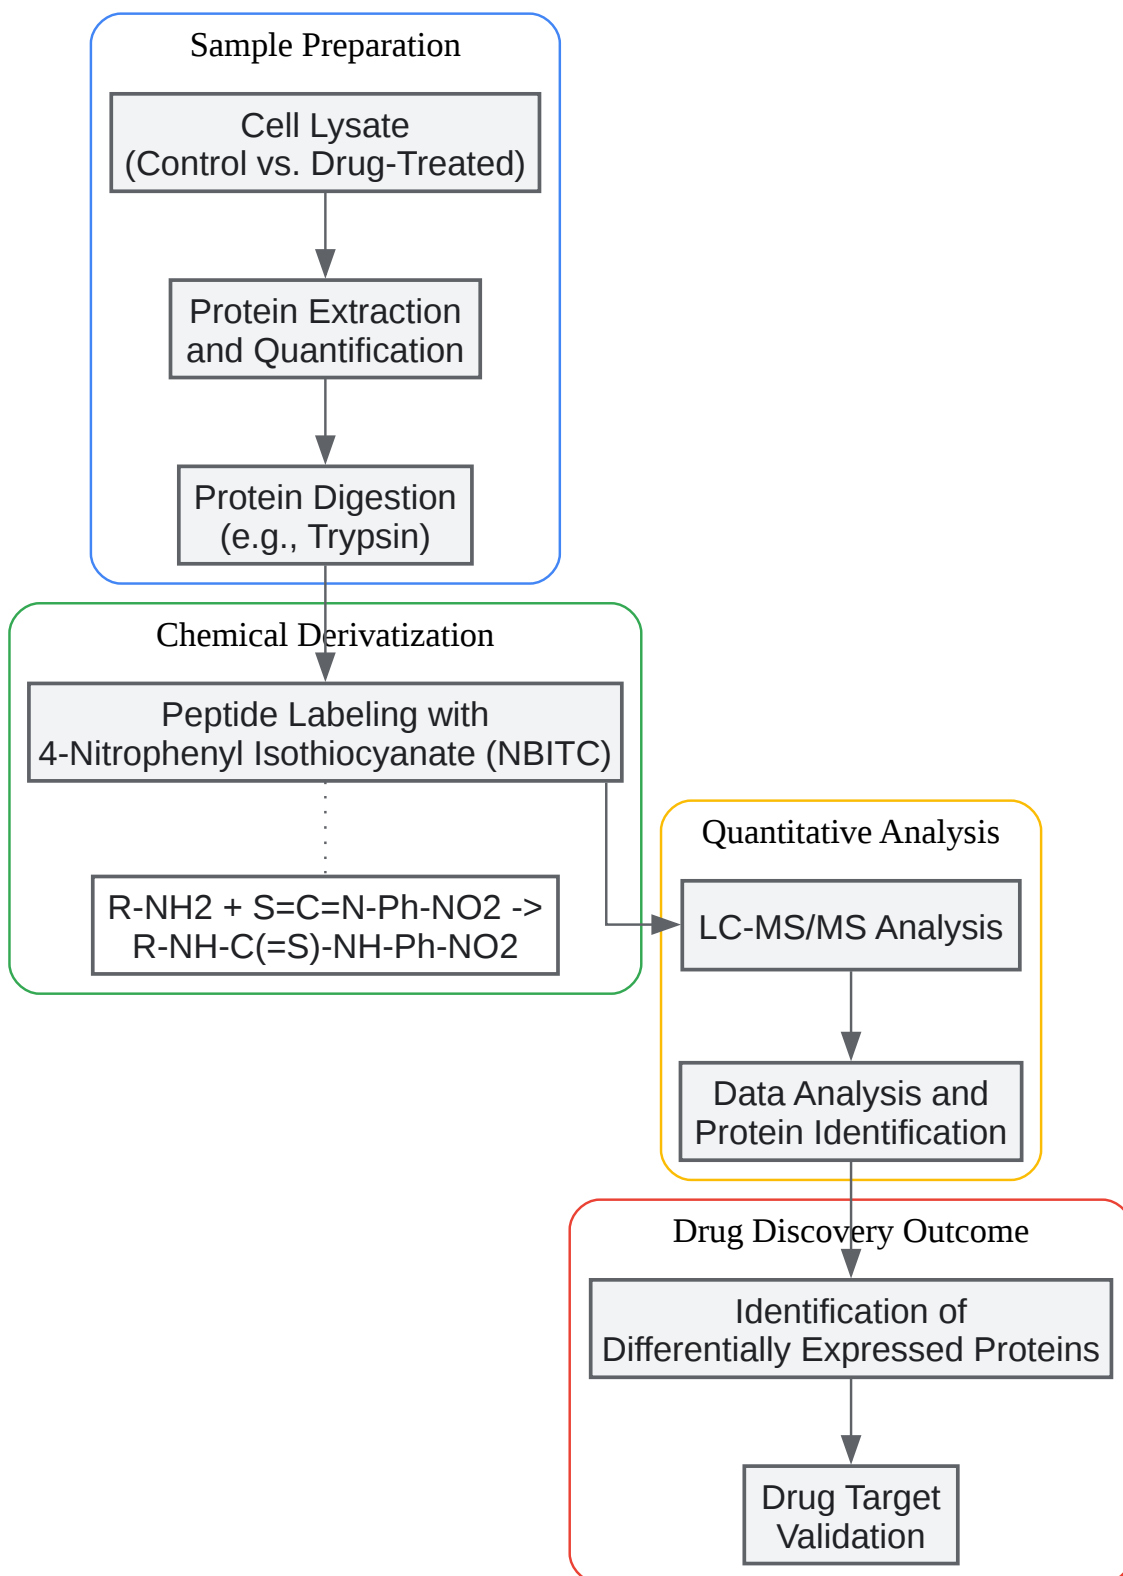 Sample Preparation
Cell Lysate
(Control vs. Drug-Treated)
Protein Extraction
and Quantification
Protein Digestion
(e.g., Trypsin)
Chemical Derivatization
Peptide Labeling with
4-Nitrophenyl Isothiocyanate (NBITC)
R-NH2 + S=C=N-Ph-NO2 ->
R-NH-C(=S)-NH-Ph-NO2
Quantitative Analysis
LC-MS/MS Analysis
Data Analysis and
Protein Identification
Drug Discovery Outcome
Identification of
Differentially Expressed Proteins
Drug Target
Validation